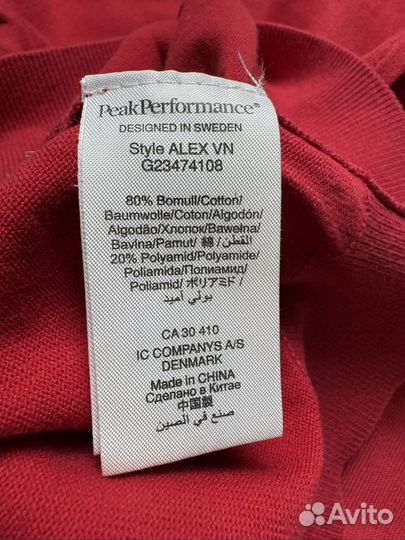 PeakPerformance®
DESIGNED IN SWEDEN
Style ALEX VN
G23474108
80% Bomull/Cotton/
Baumwolle/Coton/Algodón/
Algodão/Хлопок/Bawełna/
Bavlna/Pamut/ 綿/القطن/
20% Polyamid/Polyamide/
Poliamida/Полиамид/
Poliamid/ ポリアミド/
بولي أميد
CA 30 410
IC COMPANYS A/S
DENMARK
Made in CHINA
Сделано в Китае
中国製
صنع في الصين
Avito